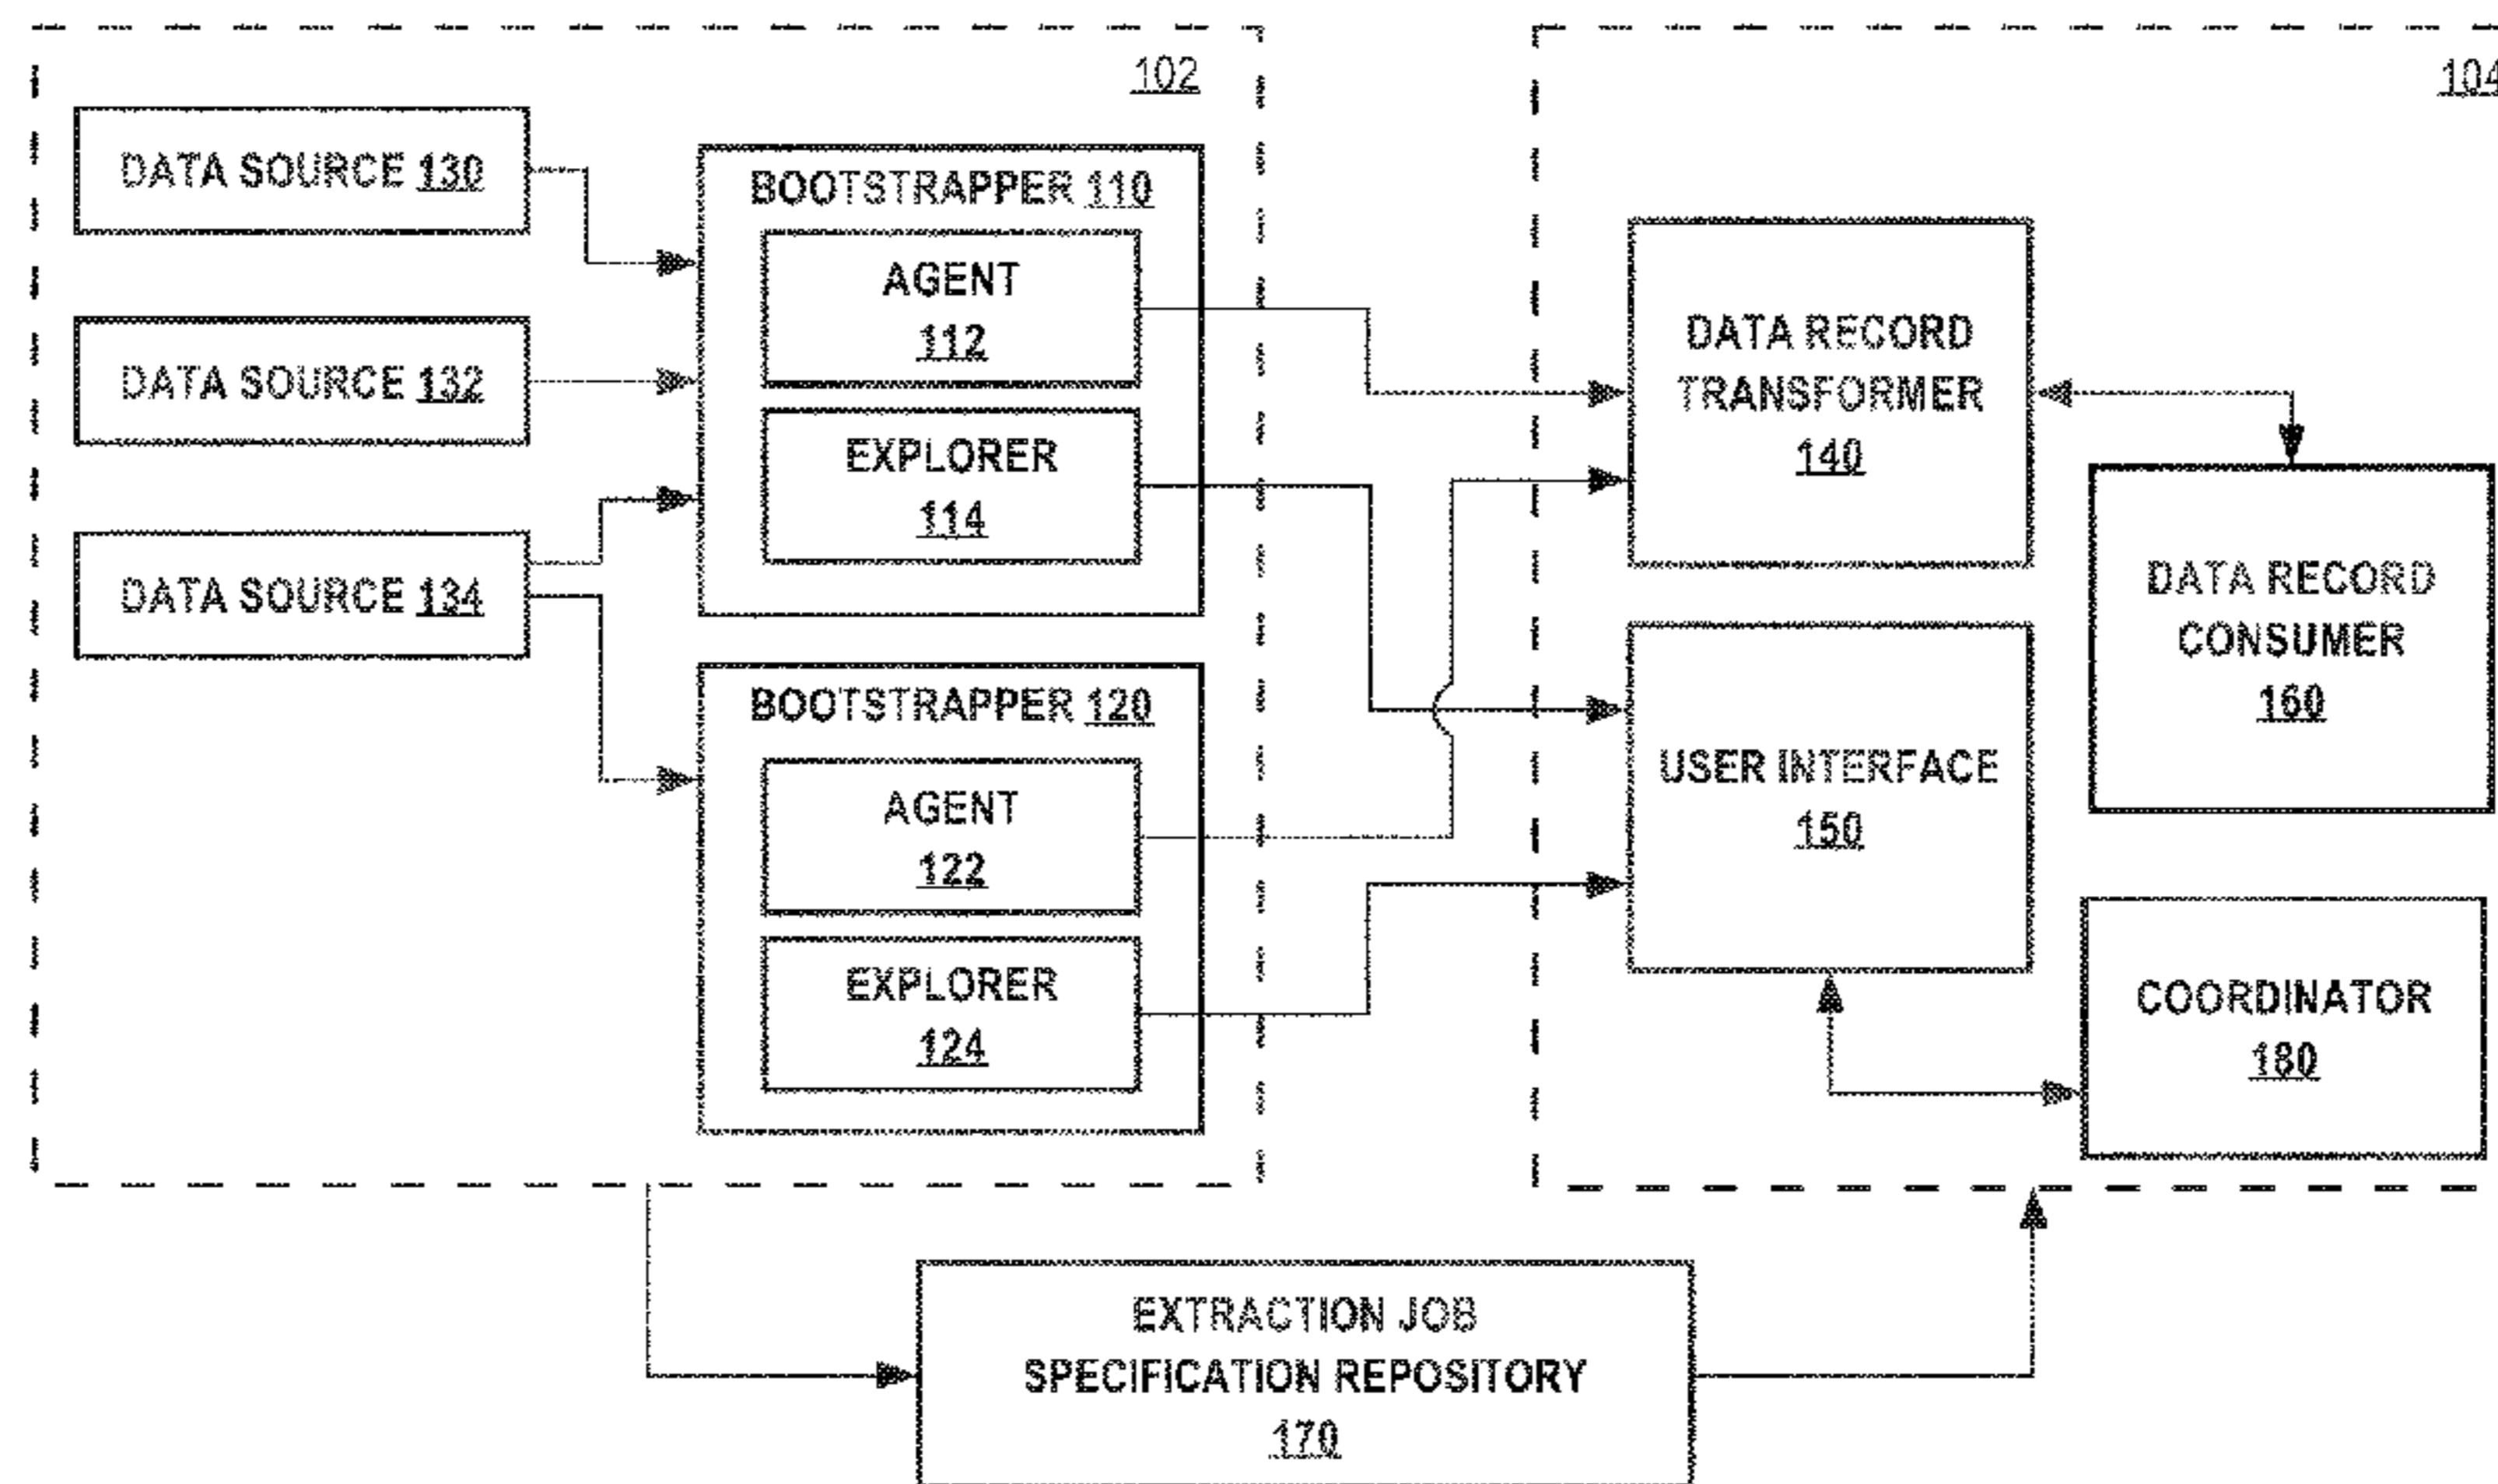 102
104
DATA SOURCE 130
DATA SOURCE 132
DATA SOURCE 134
BOOTSTRAPPER 110
AGENT
112
EXPLORER
114
BOOTSTRAPPER 120
AGENT
122
EXPLORER
124
DATA RECORD
TRANSFORMER
140
USER INTERFACE
150
DATA RECORD
CONSUMER
160
COORDINATOR
180
EXTRACTION JOB
SPECIFICATION REPOSITORY
170